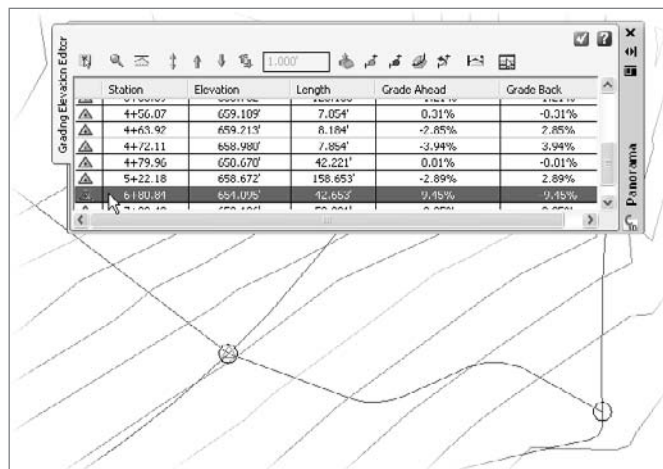 Grading Elevation Editor
1.000'
Station Elevation Length Grade Ahead Grade Back
4+56.07 659.189' 7.854' 0.31% -0.31%
4+63.92 659.213' 8.184' -2.85% 2.85%
4+72.11 658.980' 7.854' -3.94% 3.94%
4+79.96 658.670' 42.221' 0.01% -0.01%
5+22.18 658.672' 158.653' -2.89% 2.89%
6+80.84 654.095' 42.653' 9.45% -9.45%
Panorama